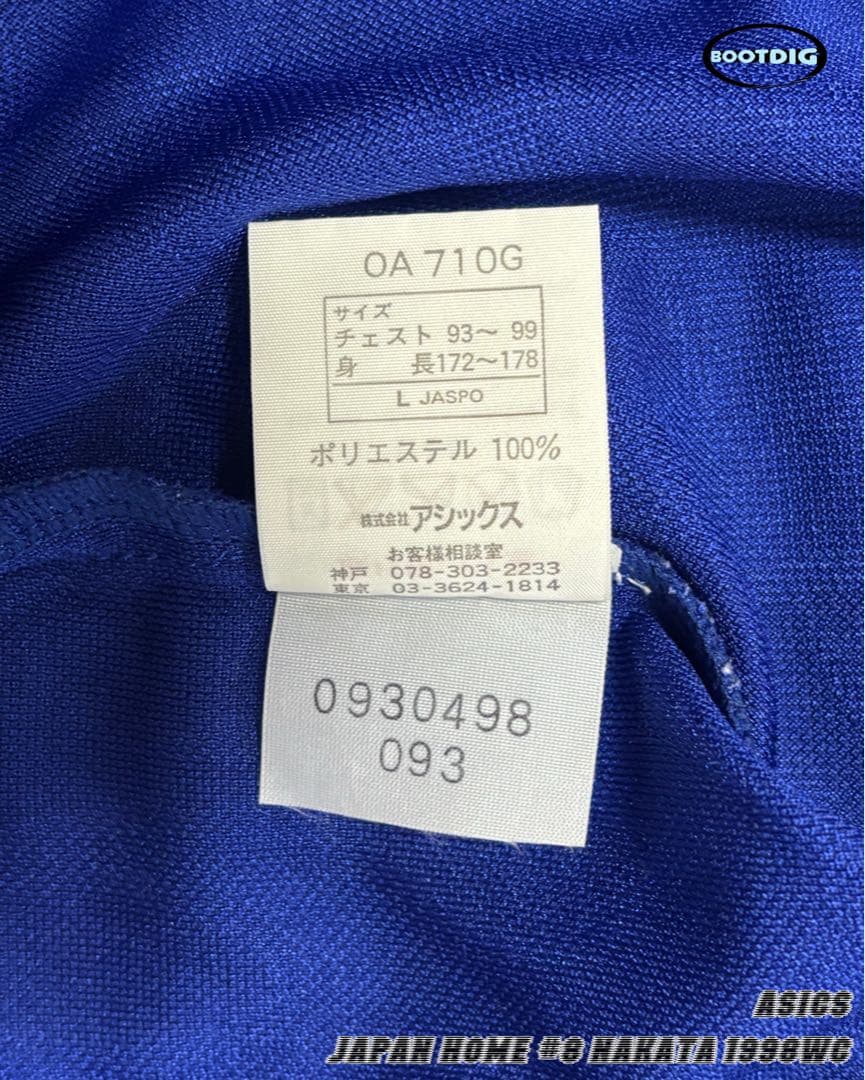 BOOTDIG
OA 710G
サイズ
チェスト 93〜 99
身 長172〜178
L JASPO
ポリエステル 100%
株式会社アシックス
お客様相談室
神戸 078-303-2233
東京 03-3624-1814
0930498
093
ASICS
JAPAN HOME #8 NAKATA 1998WC